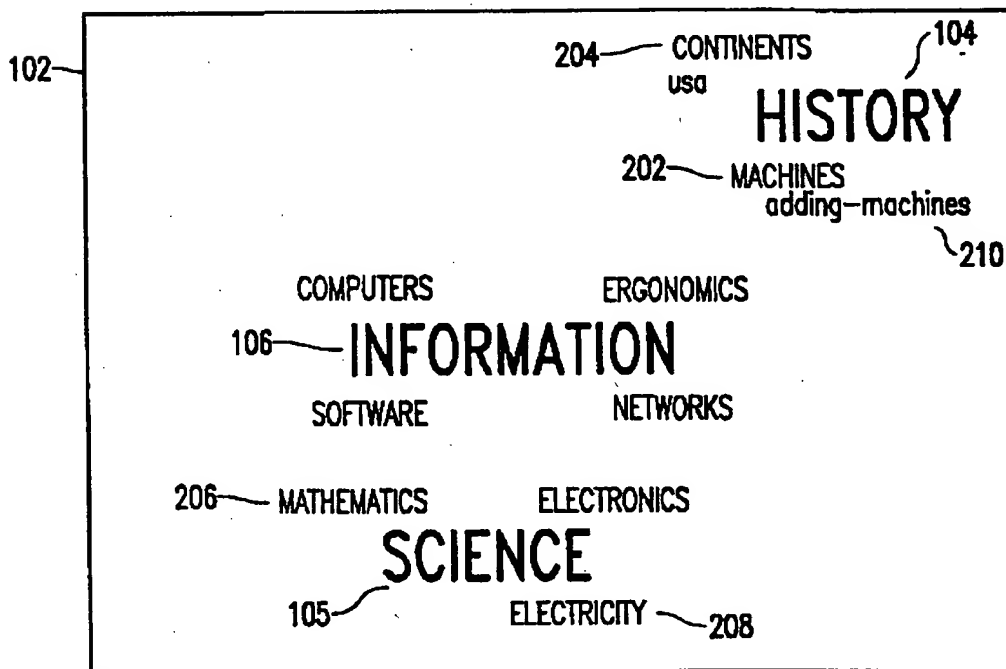 204 CONTINENTS 104
102 usa
HISTORY
202 MACHINES
adding-machines
210
COMPUTERS ERGONOMICS
106 INFORMATION
SOFTWARE NETWORKS
206 MATHEMATICS ELECTRONICS
SCIENCE
105 ELECTRICITY 208